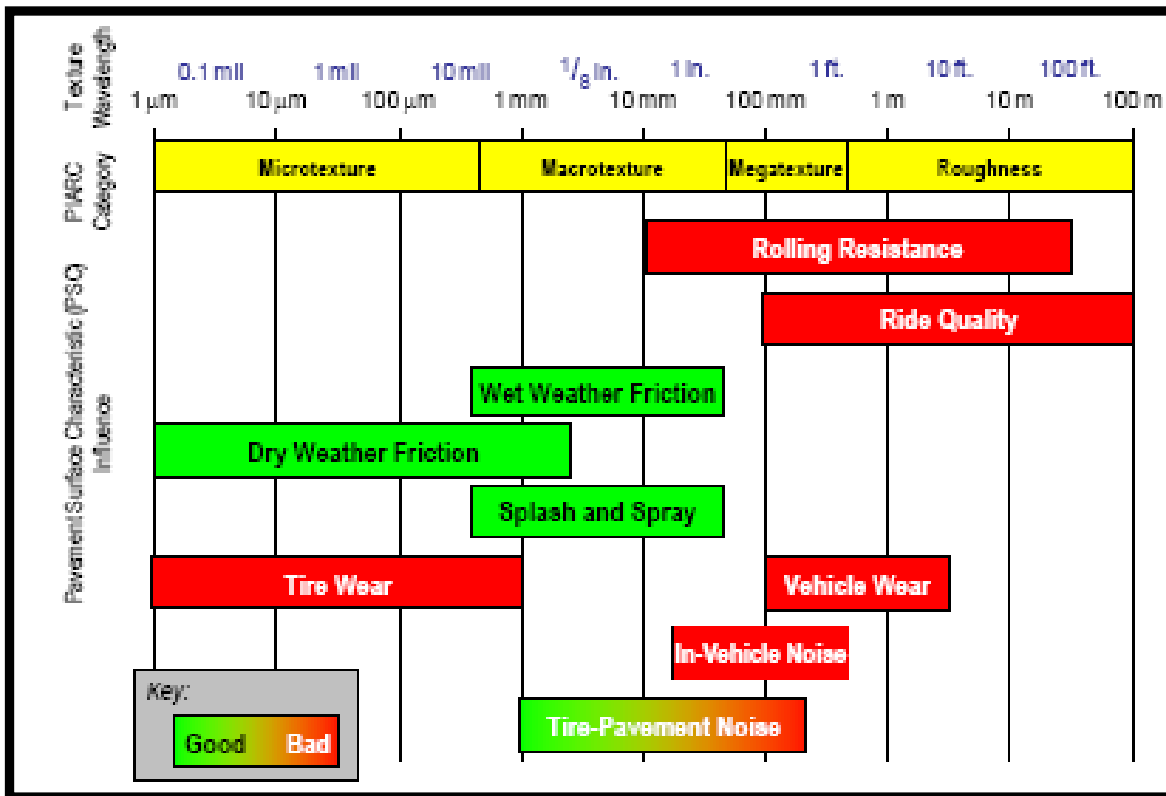 Texture
Wavelength
0.1 mil 1 mil 10 mil 1/8 in. 1 in. 1 ft. 10 ft. 100 ft.
1 µm 10 µm 100 µm 1 mm 10 mm 100 mm 1 m 10 m 100 m
PIARC
Category
Microtexture Macrotexture Megatexture Roughness
Pavement Surface Characteristic (PSC)
Influence
Rolling Resistance
Ride Quality
Wet Weather Friction
Dry Weather Friction
Splash and Spray
Tire Wear Vehicle Wear
In-Vehicle Noise
Tire-Pavement Noise
Key:
Good Bad